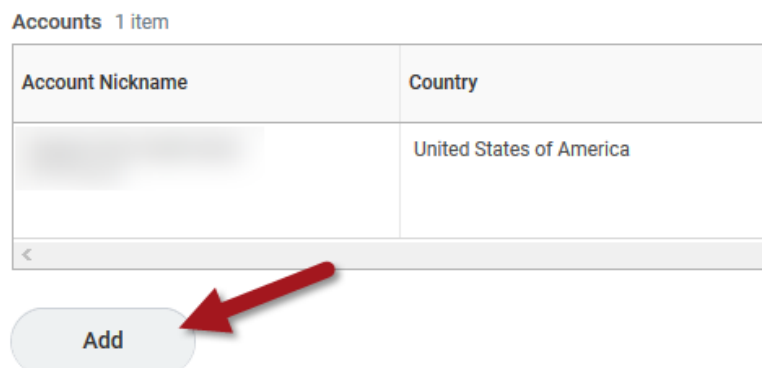 Accounts 1 item
Account Nickname Country
United States of America
Add